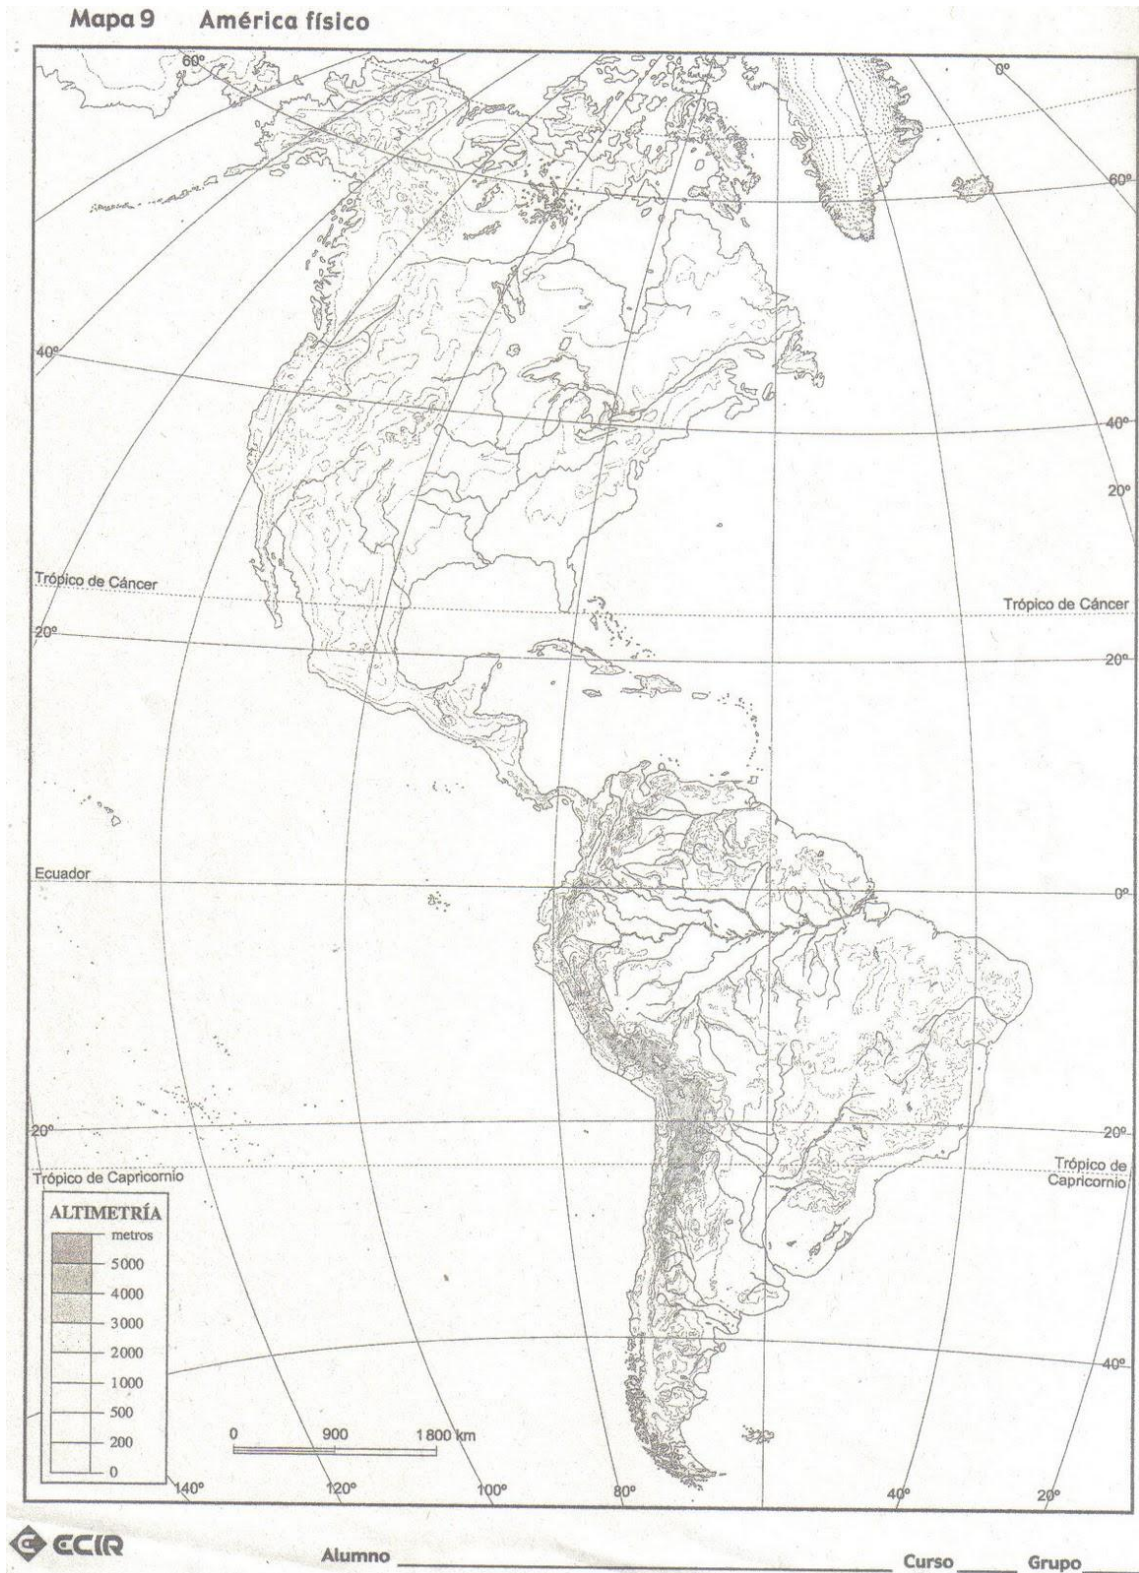 Mapa 9 América físico
60º
0º
60º
40º
40º
20º
Trópico de Cáncer
Trópico de Cáncer
20º
20º
Ecuador
0º
20º
20º
Trópico de Capricornio
Trópico de
Capricornio
ALTIMETRÍA
metros
5000
4000
3000
2000
1000
500
200
0
40º
0 900 1800 km
140º 120º 100º 80º 40º 20º
ECIR
Alumno Curso Grupo